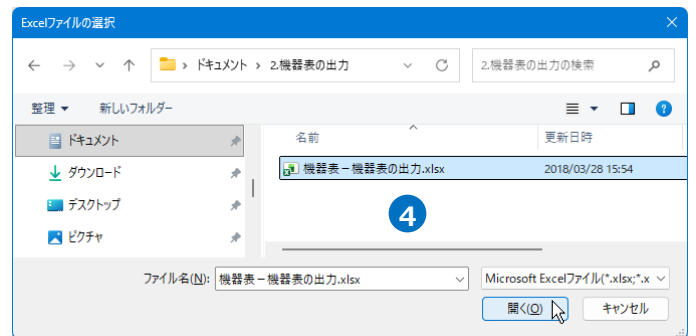 Excelファイルの選択
ドキュメント > 2.機器表の出力
2.機器表の出力の検索
整理 新しいフォルダー
名前 更新日時
ドキュメント
機器表－機器表の出力.xlsx 2018/03/28 15:54
ダウンロード
デスクトップ
4
ピクチャ
ファイル名(N): 機器表－機器表の出力.xlsx Microsoft Excelファイル(*.xlsx;*.x
開く(O) キャンセル